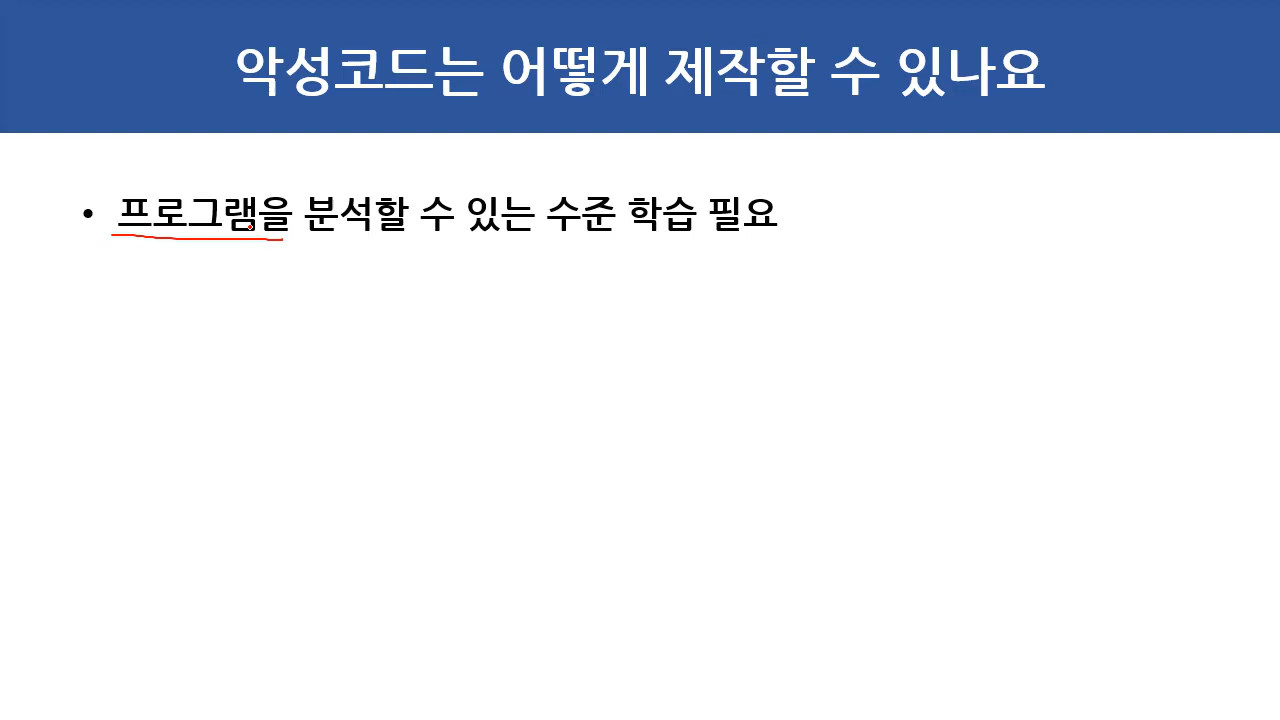 악성코드는 어떻게 제작할 수 있나요
• 프로그램을 분석할 수 있는 수준 학습 필요